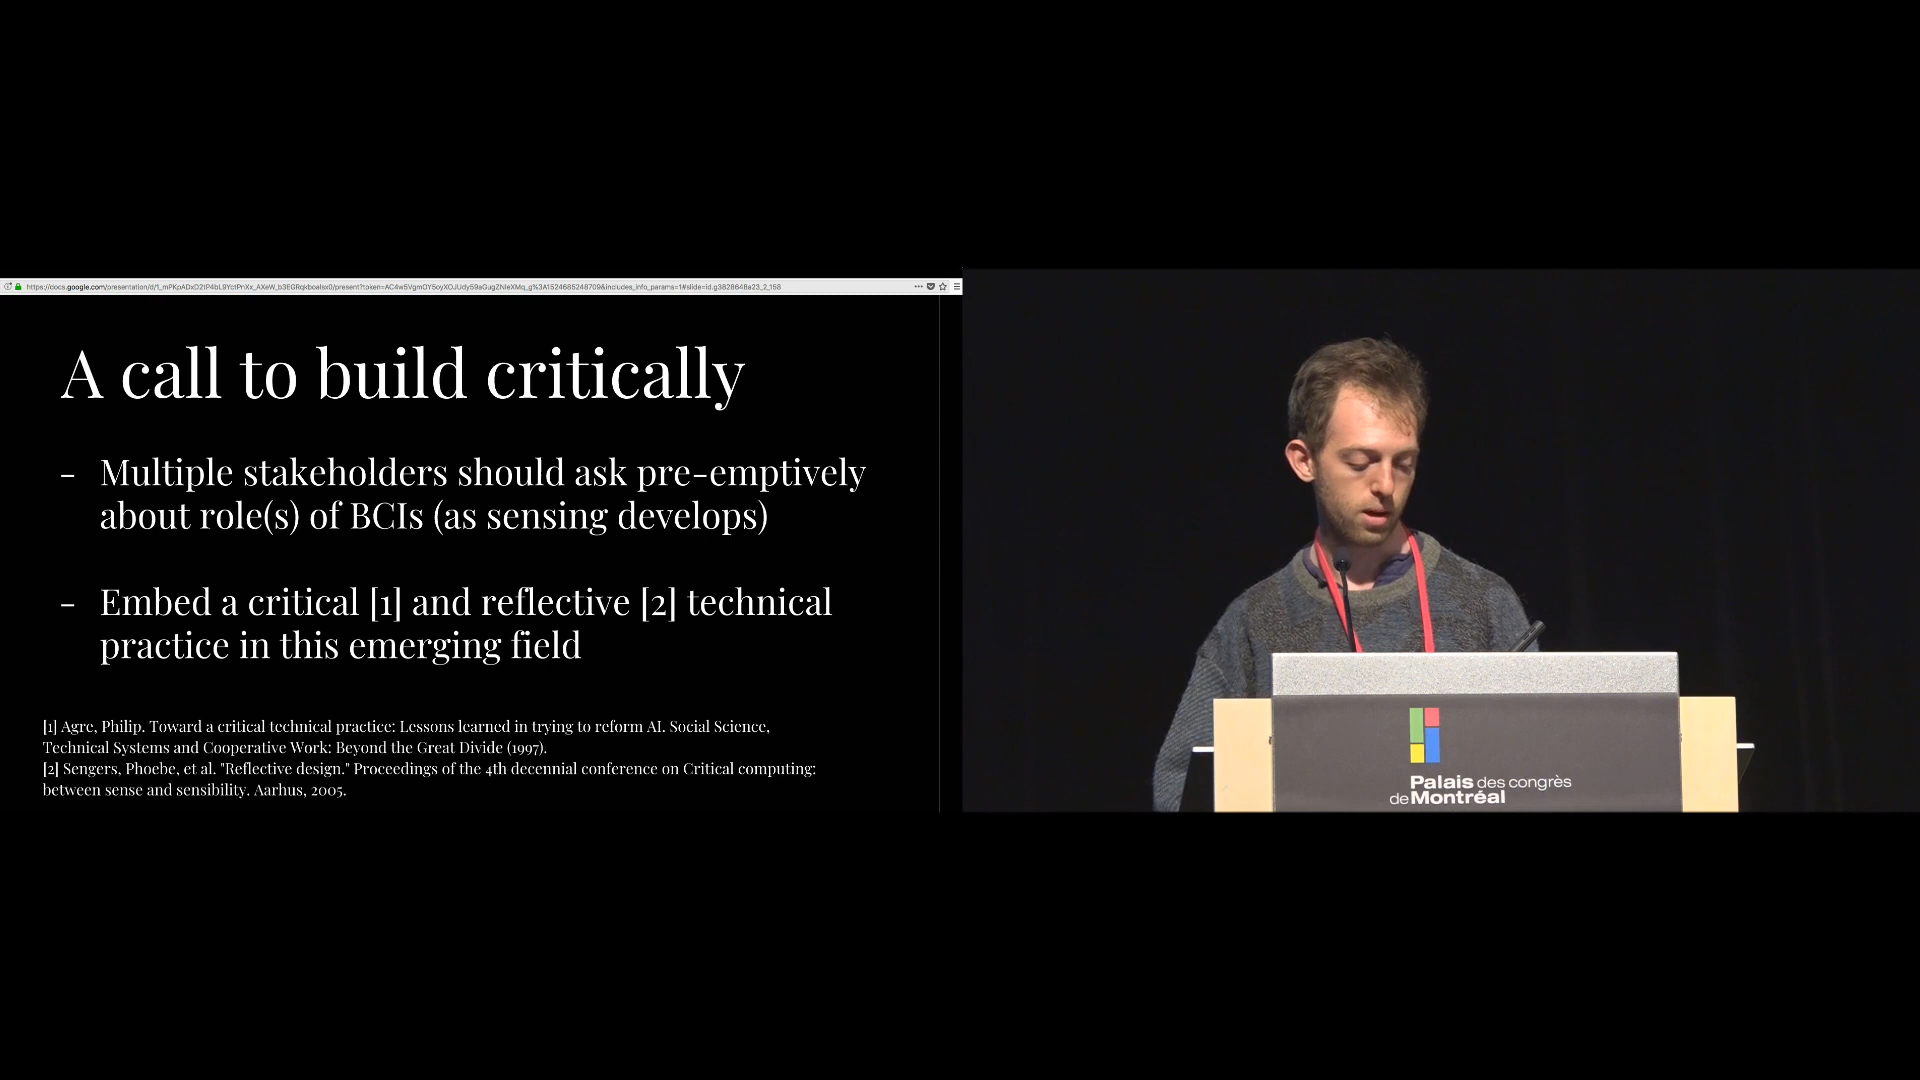 A call to build critically
- Multiple stakeholders should ask pre-emptively
about role(s) of BCIs (as sensing develops)
- Embed a critical [1] and reflective [2] technical
practice in this emerging field
[1] Agre, Philip. Toward a critical technical practice: Lessons learned in trying to reform AI. Social Science,
Technical Systems and Cooperative Work: Beyond the Great Divide (1997).
[2] Sengers, Phoebe, et al. "Reflective design." Proceedings of the 4th decennial conference on Critical computing:
between sense and sensibility. Aarhus, 2005.
Palais des congrès
de Montréal